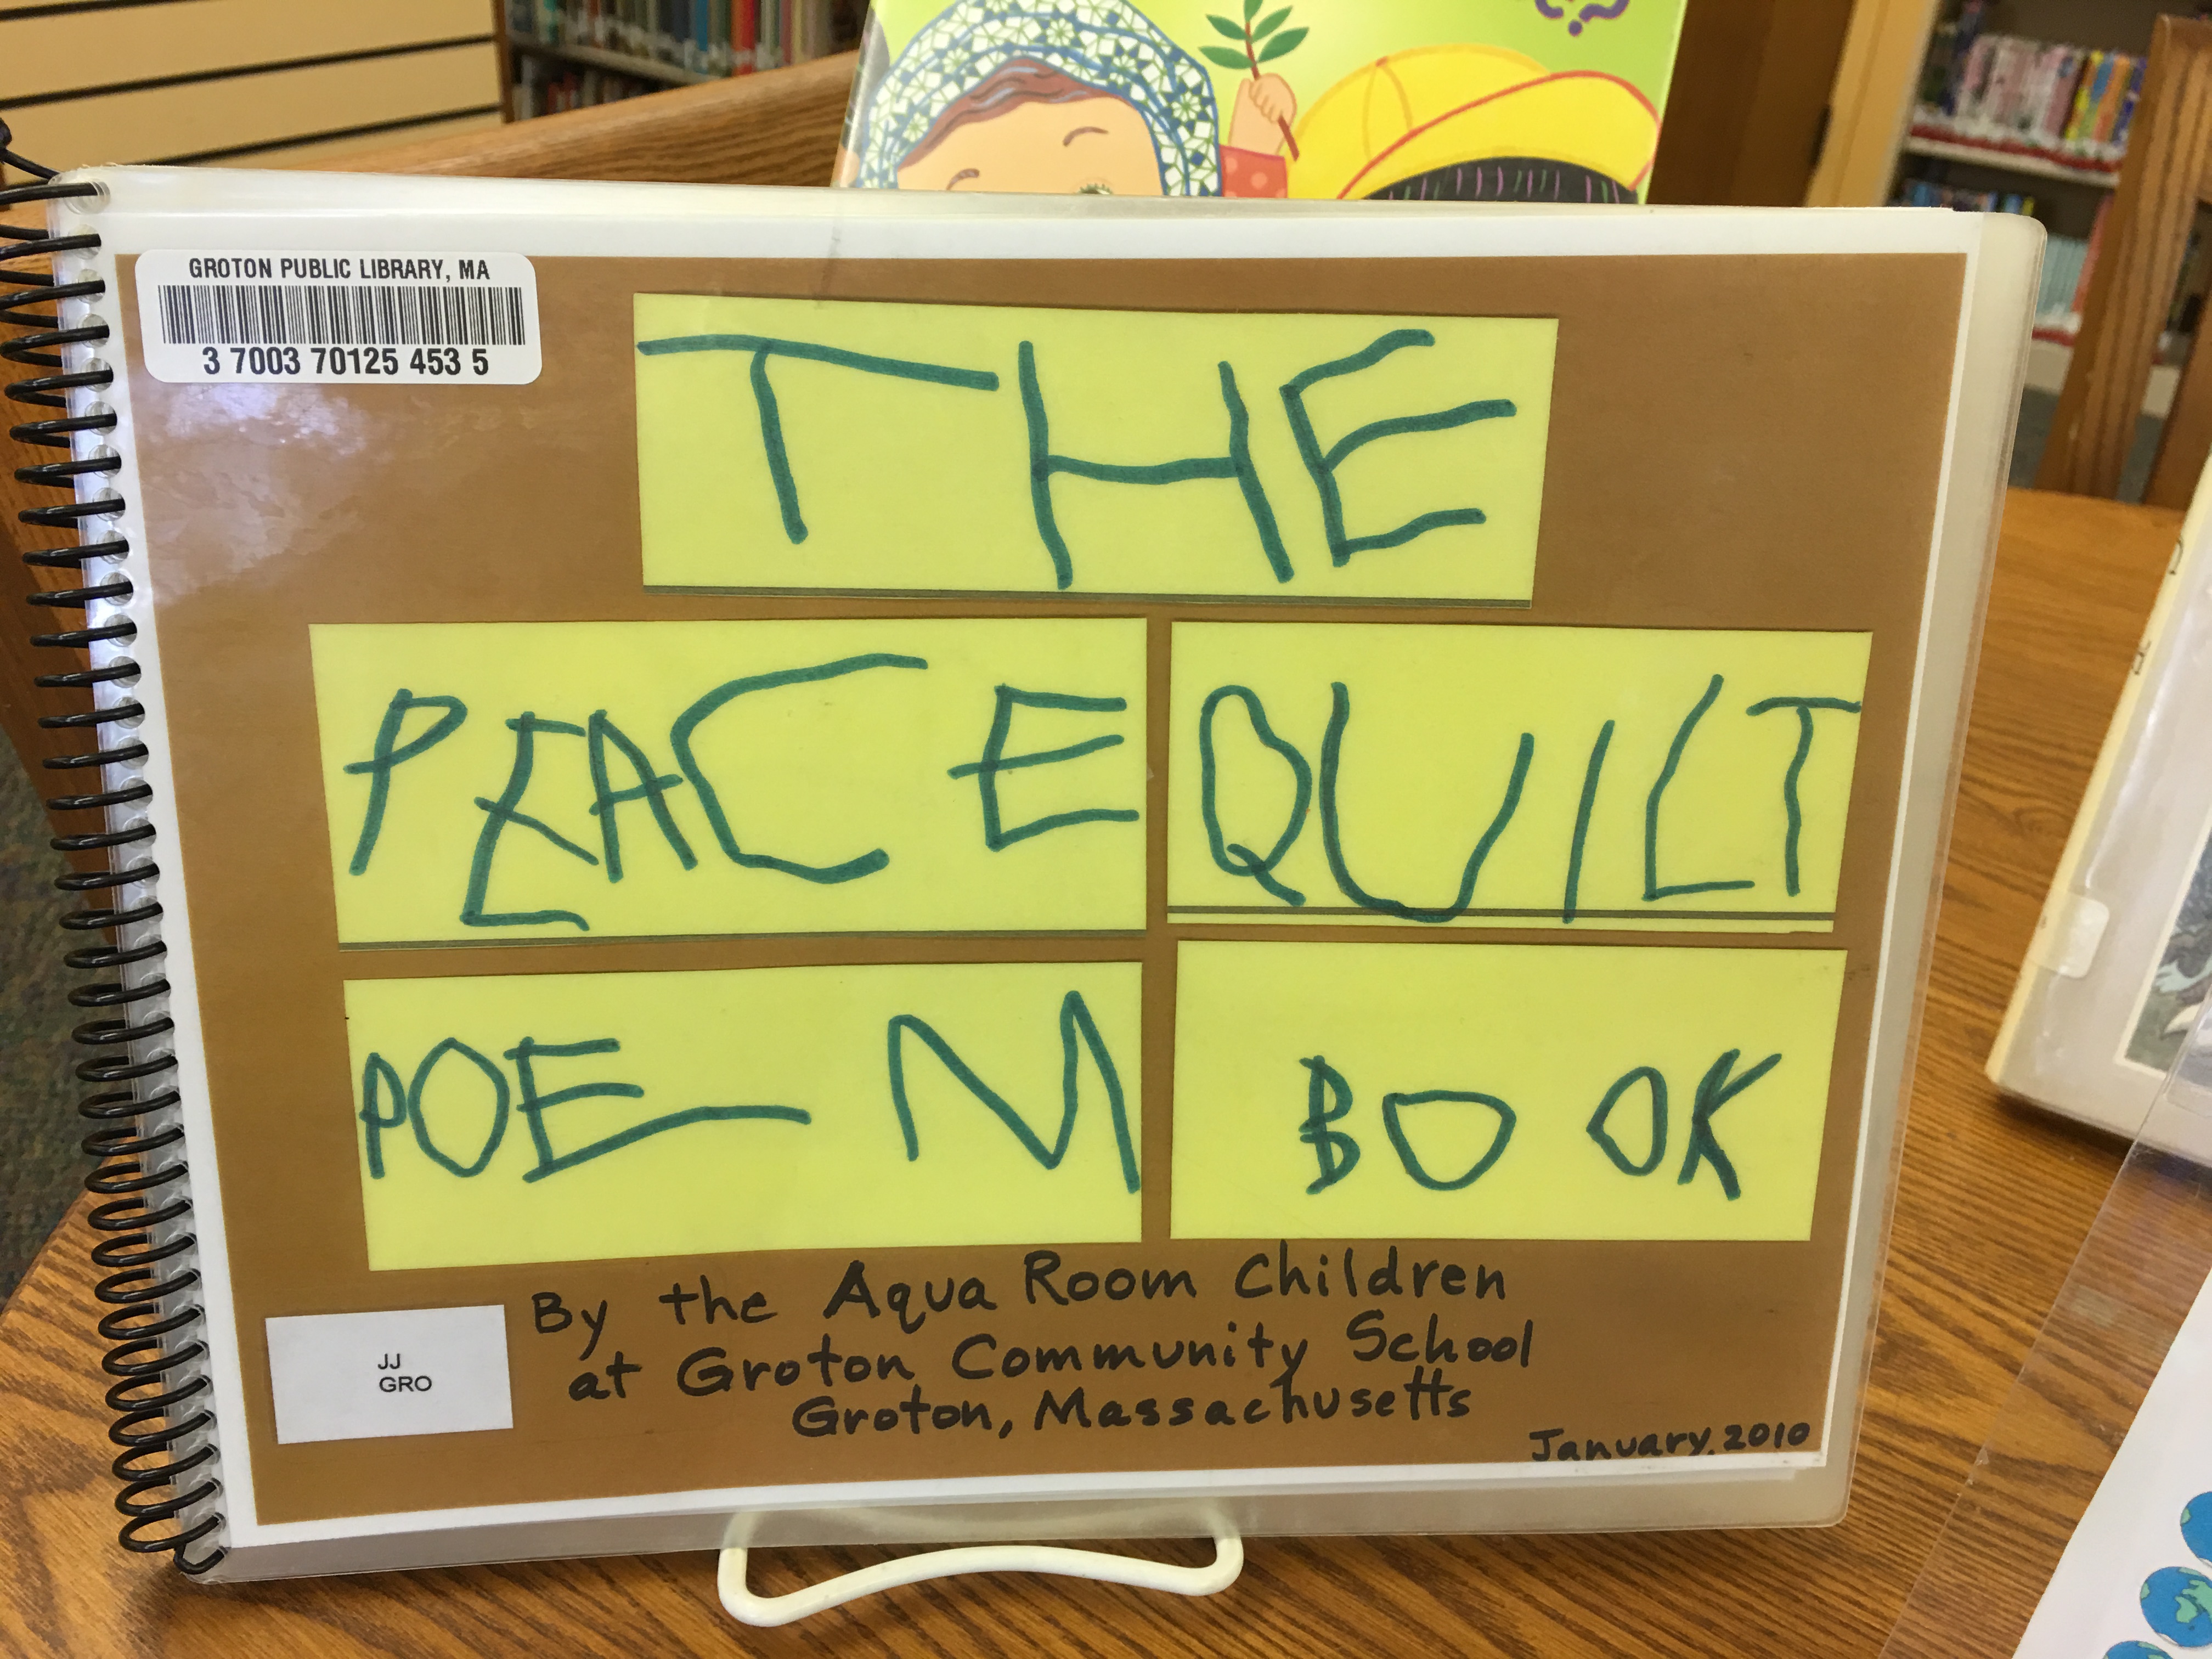 GROTON PUBLIC LIBRARY, MA
3 7003 70125 453 5
THE
PEACE QUILT
POEM BOOK
By the Aqua Room Children
at Groton Community School
Groton, Massachusetts
January, 2010
JJ
GRO